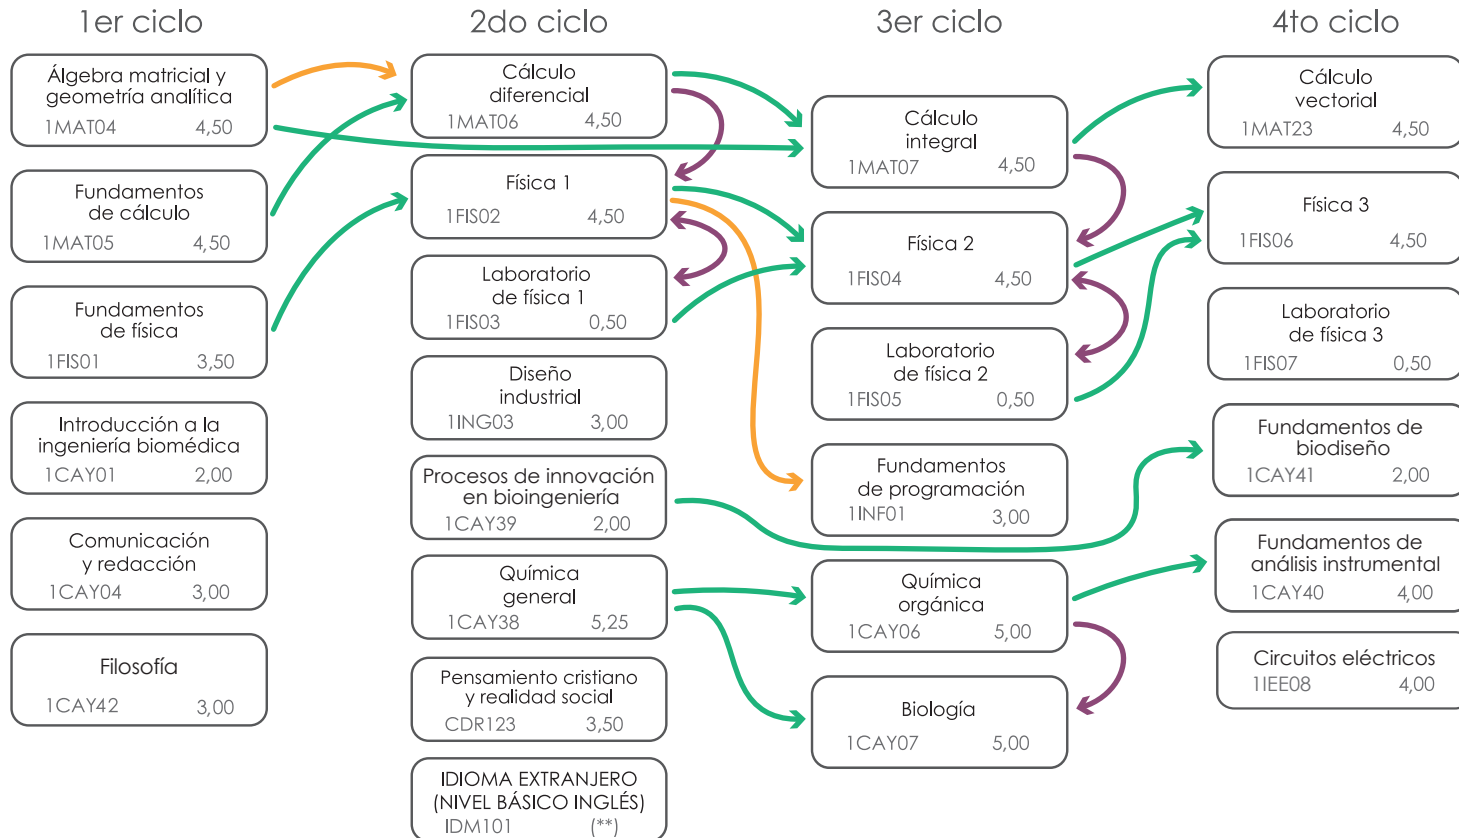 1er ciclo
Álgebra matricial y
geometría analítica
1MAT04 4,50
Fundamentos
de cálculo
1MAT05 4,50
Fundamentos
de física
1FIS01 3,50
Introducción a la
ingeniería biomédica
1CAY01 2,00
Comunicación
y redacción
1CAY04 3,00
Filosofía
1CAY42 3,00
2do ciclo
Cálculo
diferencial
1MAT06 4,50
Física 1
1FIS02 4,50
Laboratorio
de física 1
1FIS03 0,50
Diseño
industrial
1ING03 3,00
Procesos de innovación
en bioingeniería
1CAY39 2,00
Química
general
1CAY38 5,25
Pensamiento cristiano
y realidad social
CDR123 3,50
IDIOMA EXTRANJERO
(NIVEL BÁSICO INGLÉS)
IDM101 (**)
3er ciclo
Cálculo
integral
1MAT07 4,50
Física 2
1FIS04 4,50
Laboratorio
de física 2
1FIS05 0,50
Fundamentos
de programación
1INF01 3,00
Química
orgánica
1CAY06 5,00
Biología
1CAY07 5,00
4to ciclo
Cálculo
vectorial
1MAT23 4,50
Física 3
1FIS06 4,50
Laboratorio
de física 3
1FIS07 0,50
Fundamentos de
biodiseño
1CAY41 2,00
Fundamentos de
análisis instrumental
1CAY40 4,00
Circuitos eléctricos
1IEE08 4,00